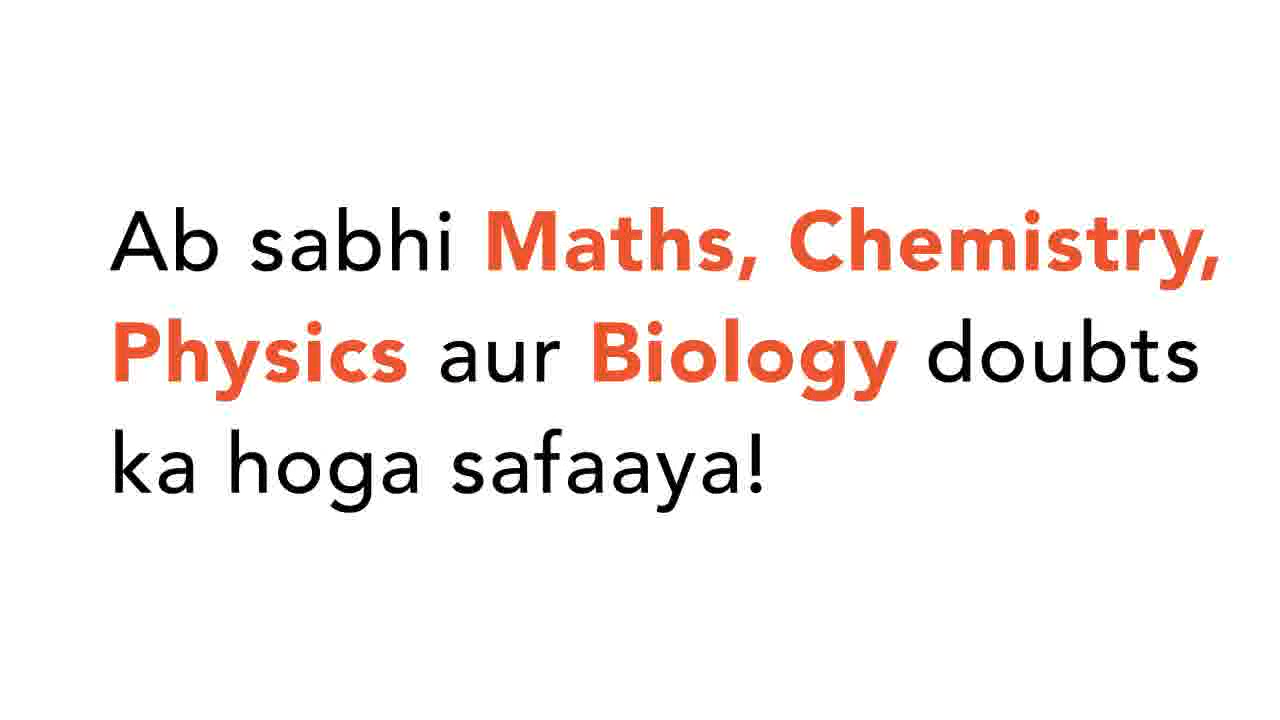 Ab sabhi Maths, Chemistry,
Physics aur Biology doubts
ka hoga safaaya!